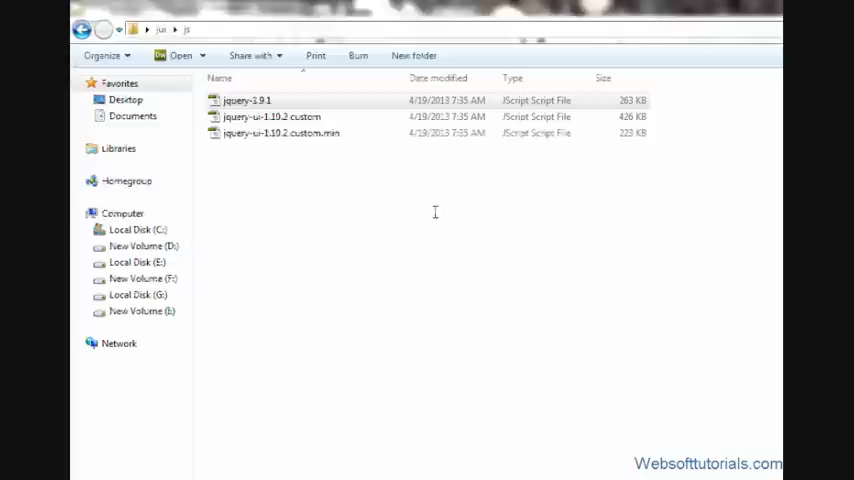 jui js
Organize Open Share with Print Burn New folder
Name Date modified Type Size
Favorites
Desktop
Documents
Libraries
Homegroup
Computer
Local Disk (C:)
New Volume (D:)
Local Disk (E:)
New Volume (F:)
Local Disk (G:)
New Volume (I:)
Network
jquery-1.9.1 4/19/2013 7:35 AM JScript Script File 263 KB
jquery-ui-1.10.2.custom 4/19/2013 7:35 AM JScript Script File 426 KB
jquery-ui-1.10.2.custom.min 4/19/2013 7:35 AM JScript Script File 223 KB
Websofttutorials.com